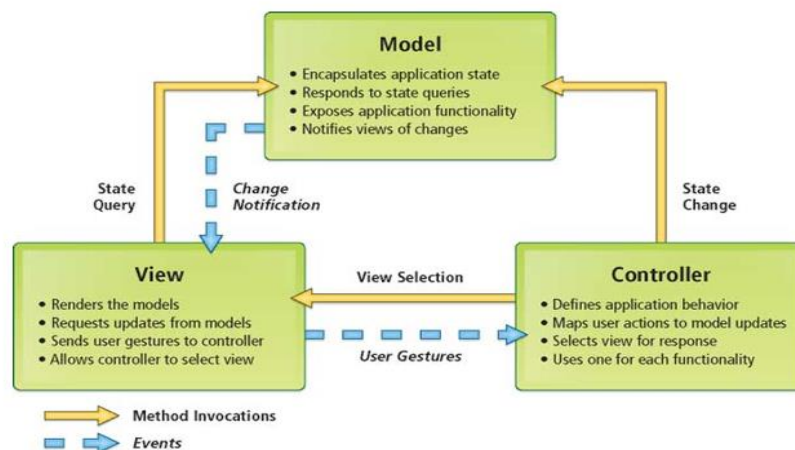 Model
• Encapsulates application state
• Responds to state queries
• Exposes application functionality
• Notifies views of changes
State
Query
Change
Notification
State
Change
View
• Renders the models
• Requests updates from models
• Sends user gestures to controller
• Allows controller to select view
View Selection
User Gestures
Controller
• Defines application behavior
• Maps user actions to model updates
• Selects view for response
• Uses one for each functionality
Method Invocations
Events